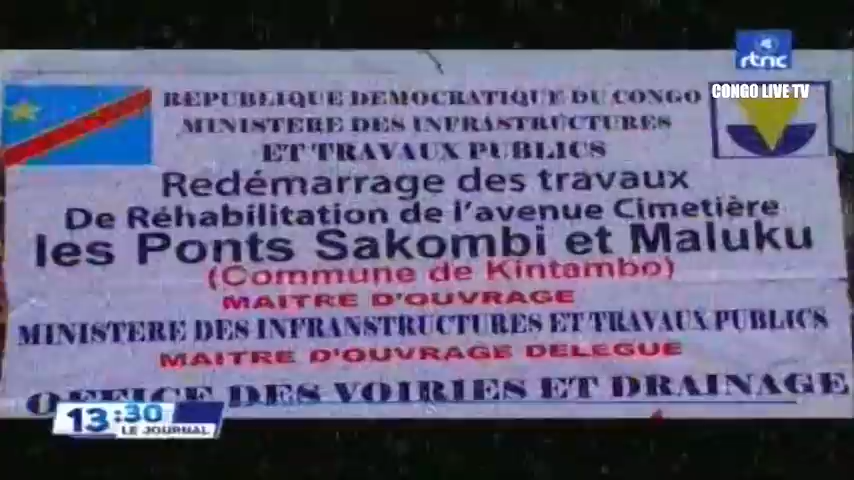 rtnc
CONGO LIVE TV
REPUBLIQUE DEMOCRATIQUE DU CONGO
MINISTERE DES INFRASTRUCTURES
ET TRAVAUX PUBLICS
Redémarrage des travaux
De Réhabilitation de l'avenue Cimetière
les Ponts Sakombi et Maluku
(Commune de Kintambo)
MAITRE D'OUVRAGE
MINISTERE DES INFRANSTRUCTURES ET TRAVAUX PUBLICS
MAITRE D'OUVRAGE DELEGUE
OFFICE DES VOIRIES ET DRAINAGE
13:30
LE JOURNAL